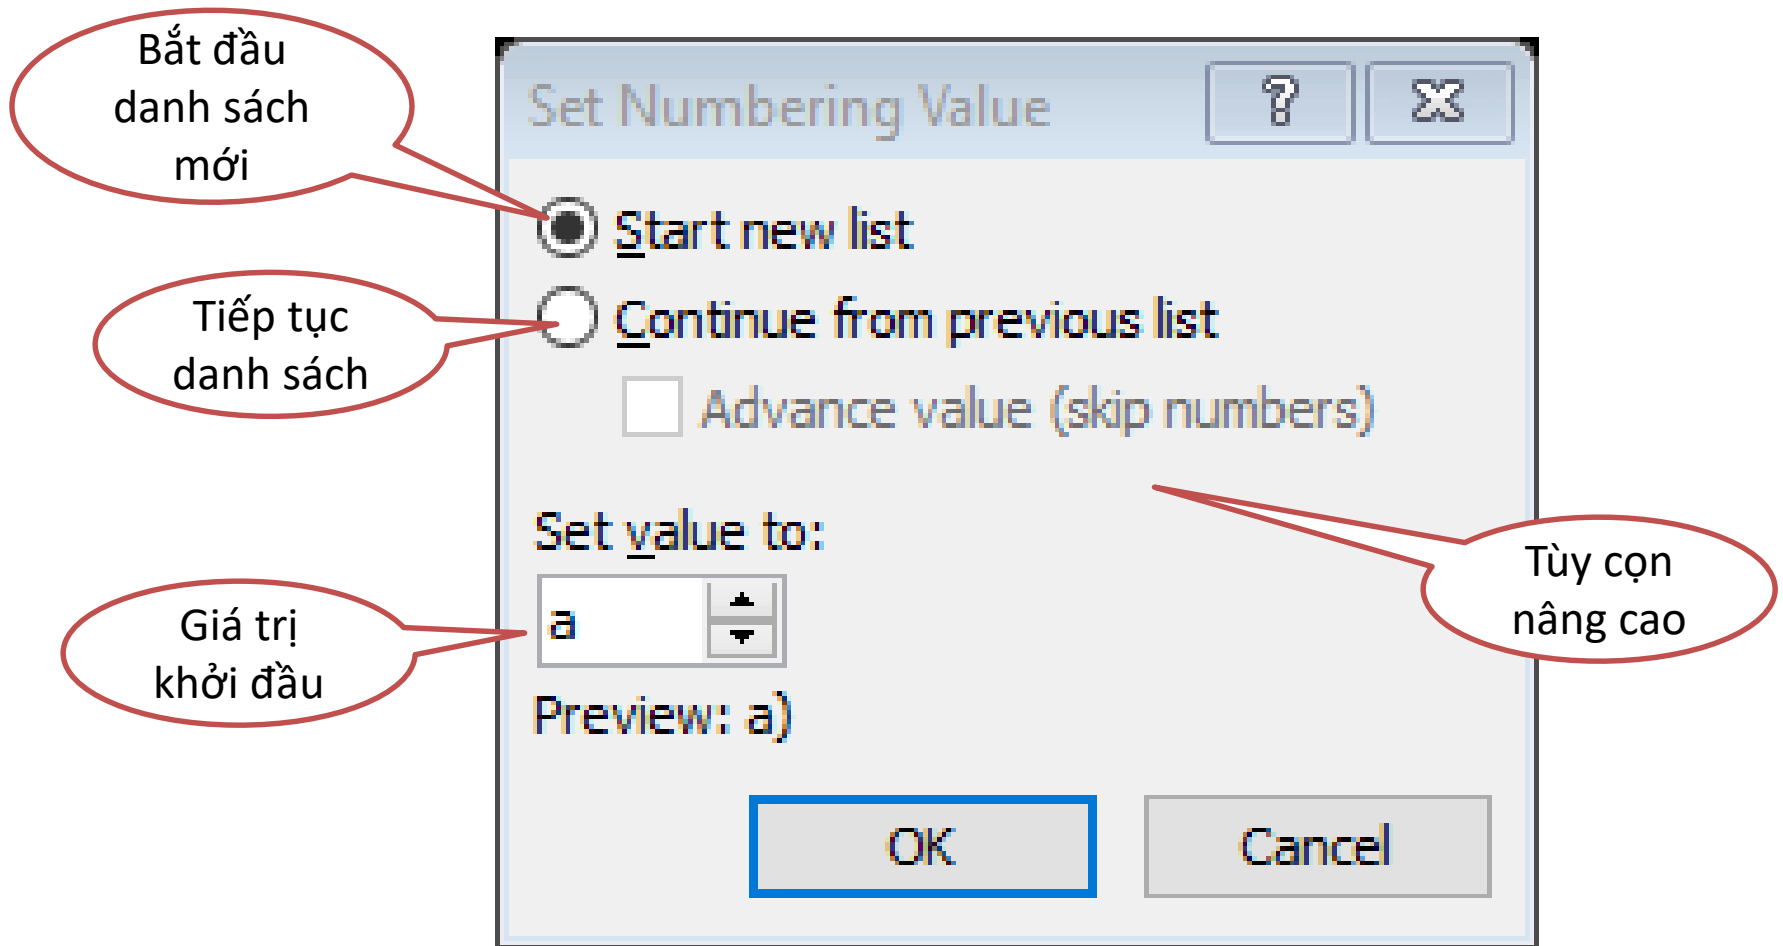 Bắt đầu
danh sách
mới
Set Numbering Value
Start new list
Tiếp tục
danh sách
Continue from previous list
Advance value (skip numbers)
Set value to:
Tùy cọn
nâng cao
Giá trị
khởi đầu
a
Preview: a)
OK
Cancel